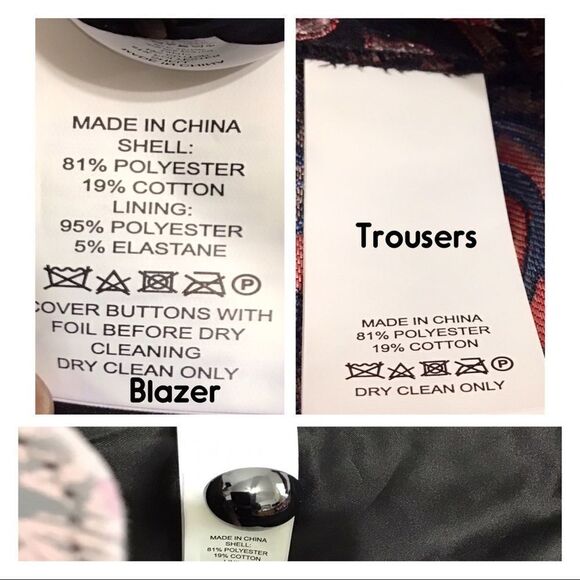 MADE IN CHINA
SHELL:
81% POLYESTER
19% COTTON
LINING:
95% POLYESTER
5% ELASTANE
P
COVER BUTTONS WITH
FOIL BEFORE DRY
CLEANING
DRY CLEAN ONLY
Blazer
Trousers
MADE IN CHINA
81% POLYESTER
19% COTTON
P
DRY CLEAN ONLY
MADE IN CHINA
SHELL:
81% POLYESTER
19% COTTON